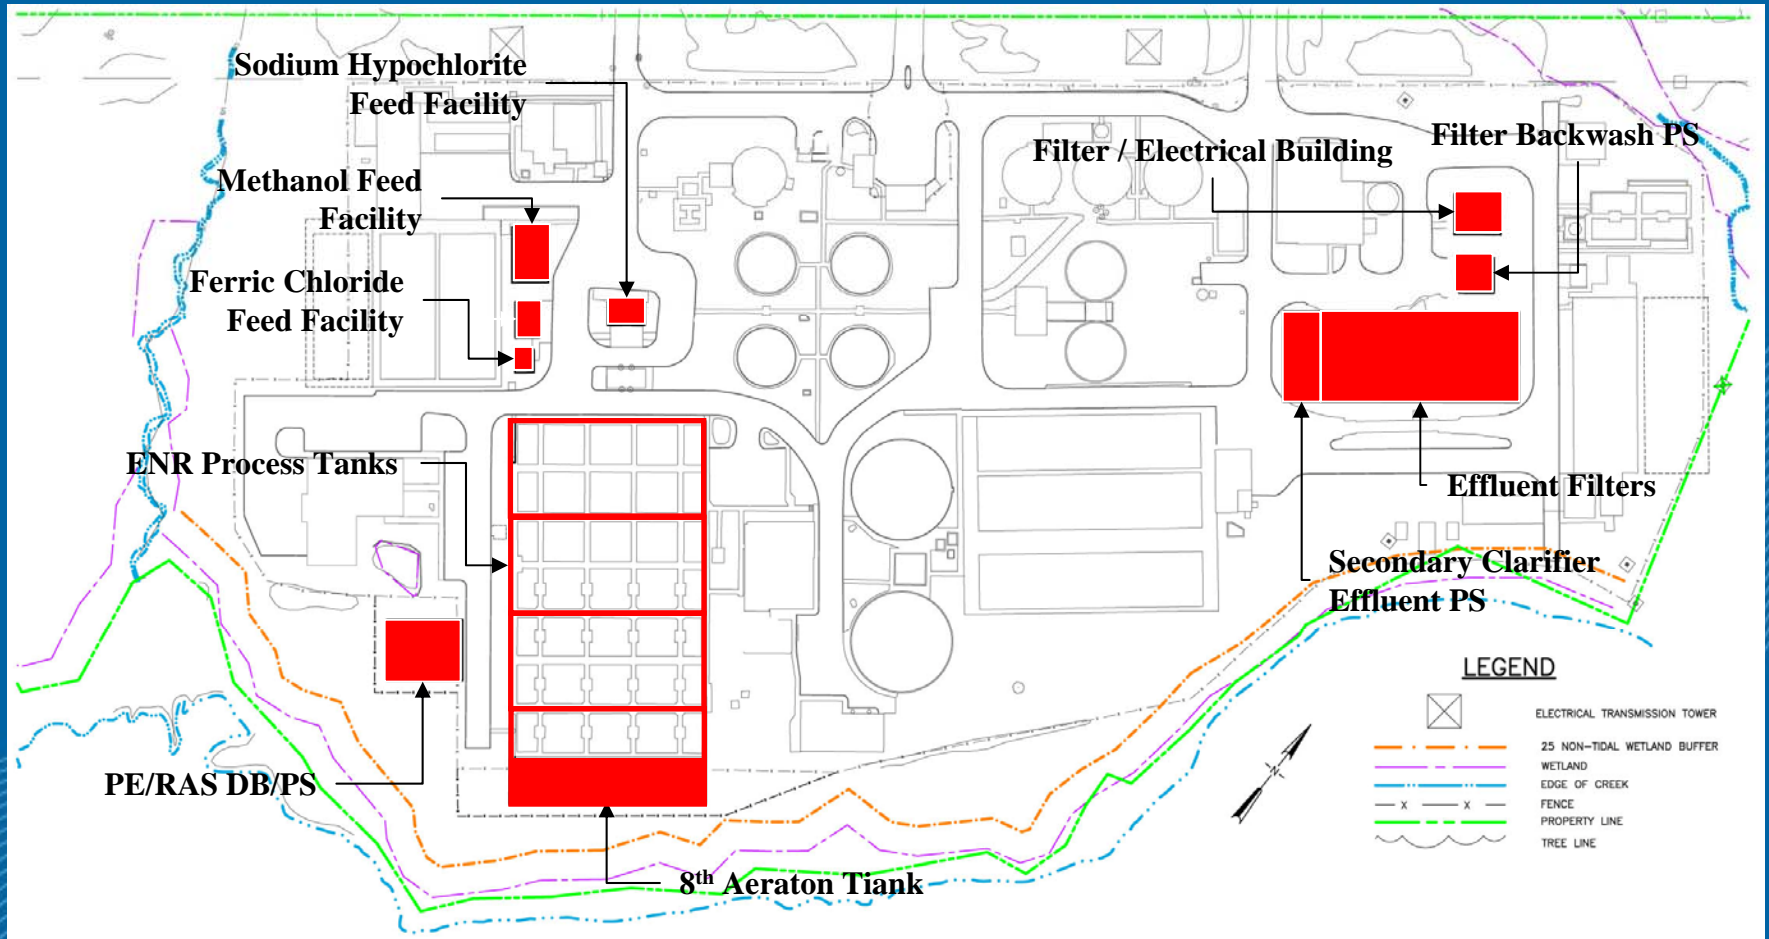 Sodium Hypochlorite
Feed Facility
Filter / Electrical Building
Filter Backwash PS
Methanol Feed
Facility
Ferric Chloride
Feed Facility
ENR Process Tanks
Effluent Filters
Secondary Clarifier
Effluent PS
PE/RAS DB/PS
8th Aeraton Tiank
LEGEND
ELECTRICAL TRANSMISSION TOWER
25 NON-TIDAL WETLAND BUFFER
WETLAND
EDGE OF CREEK
X X FENCE
PROPERTY LINE
TREE LINE